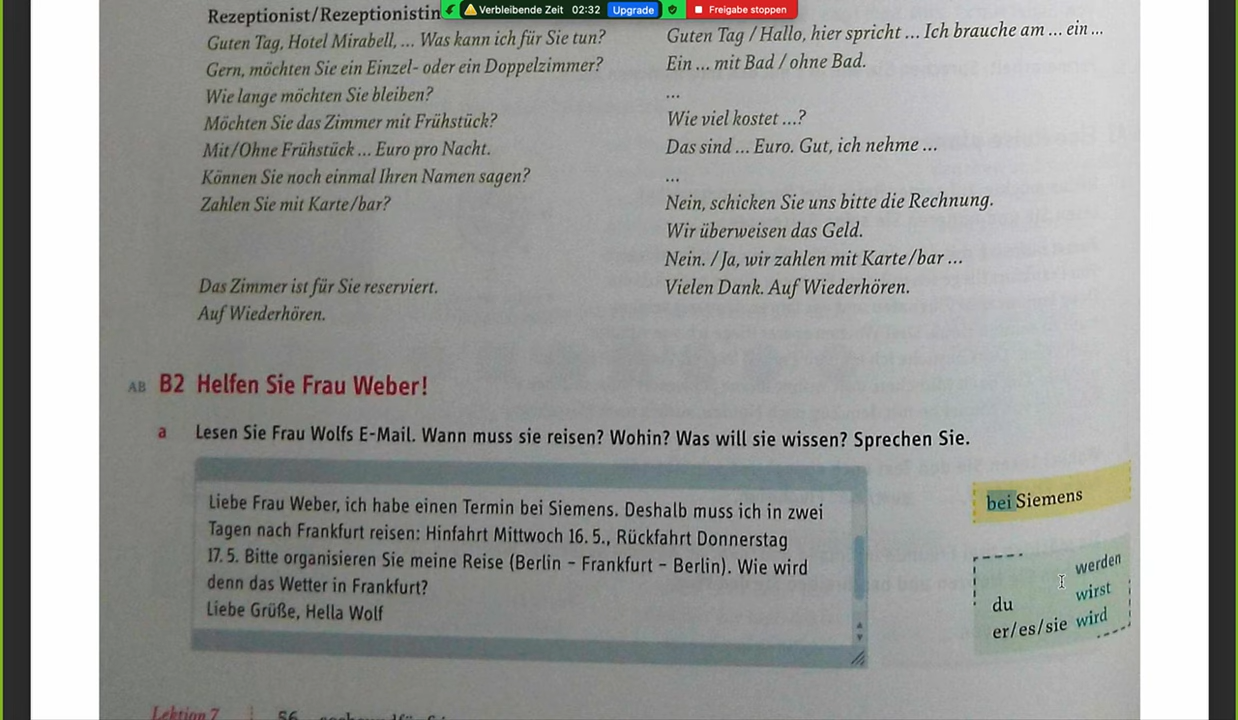 Verbleibende Zeit 02:32 Upgrade Freigabe stoppen
Rezeptionist/Rezeptionistin
Guten Tag, Hotel Mirabell, ... Was kann ich für Sie tun?
Guten Tag / Hallo, hier spricht ... Ich brauche am ... ein ...
Gern, möchten Sie ein Einzel- oder ein Doppelzimmer?
Ein ... mit Bad / ohne Bad.
Wie lange möchten Sie bleiben?
...
Möchten Sie das Zimmer mit Frühstück?
Wie viel kostet ...?
Mit/Ohne Frühstück ... Euro pro Nacht.
Das sind ... Euro. Gut, ich nehme ...
Können Sie noch einmal Ihren Namen sagen?
...
Zahlen Sie mit Karte/bar?
Nein, schicken Sie uns bitte die Rechnung.
Wir überweisen das Geld.
Nein. / Ja, wir zahlen mit Karte/bar ...
Das Zimmer ist für Sie reserviert.
Vielen Dank. Auf Wiederhören.
Auf Wiederhören.
AB B2 Helfen Sie Frau Weber!
a Lesen Sie Frau Wolfs E-Mail. Wann muss sie reisen? Wohin? Was will sie wissen? Sprechen Sie.
Liebe Frau Weber, ich habe einen Termin bei Siemens. Deshalb muss ich in zwei
Tagen nach Frankfurt reisen: Hinfahrt Mittwoch 16. 5., Rückfahrt Donnerstag
17. 5. Bitte organisieren Sie meine Reise (Berlin – Frankfurt – Berlin). Wie wird
denn das Wetter in Frankfurt?
Liebe Grüße, Hella Wolf
bei Siemens
werden
du wirst
er/es/sie wird
Lektion 7 56